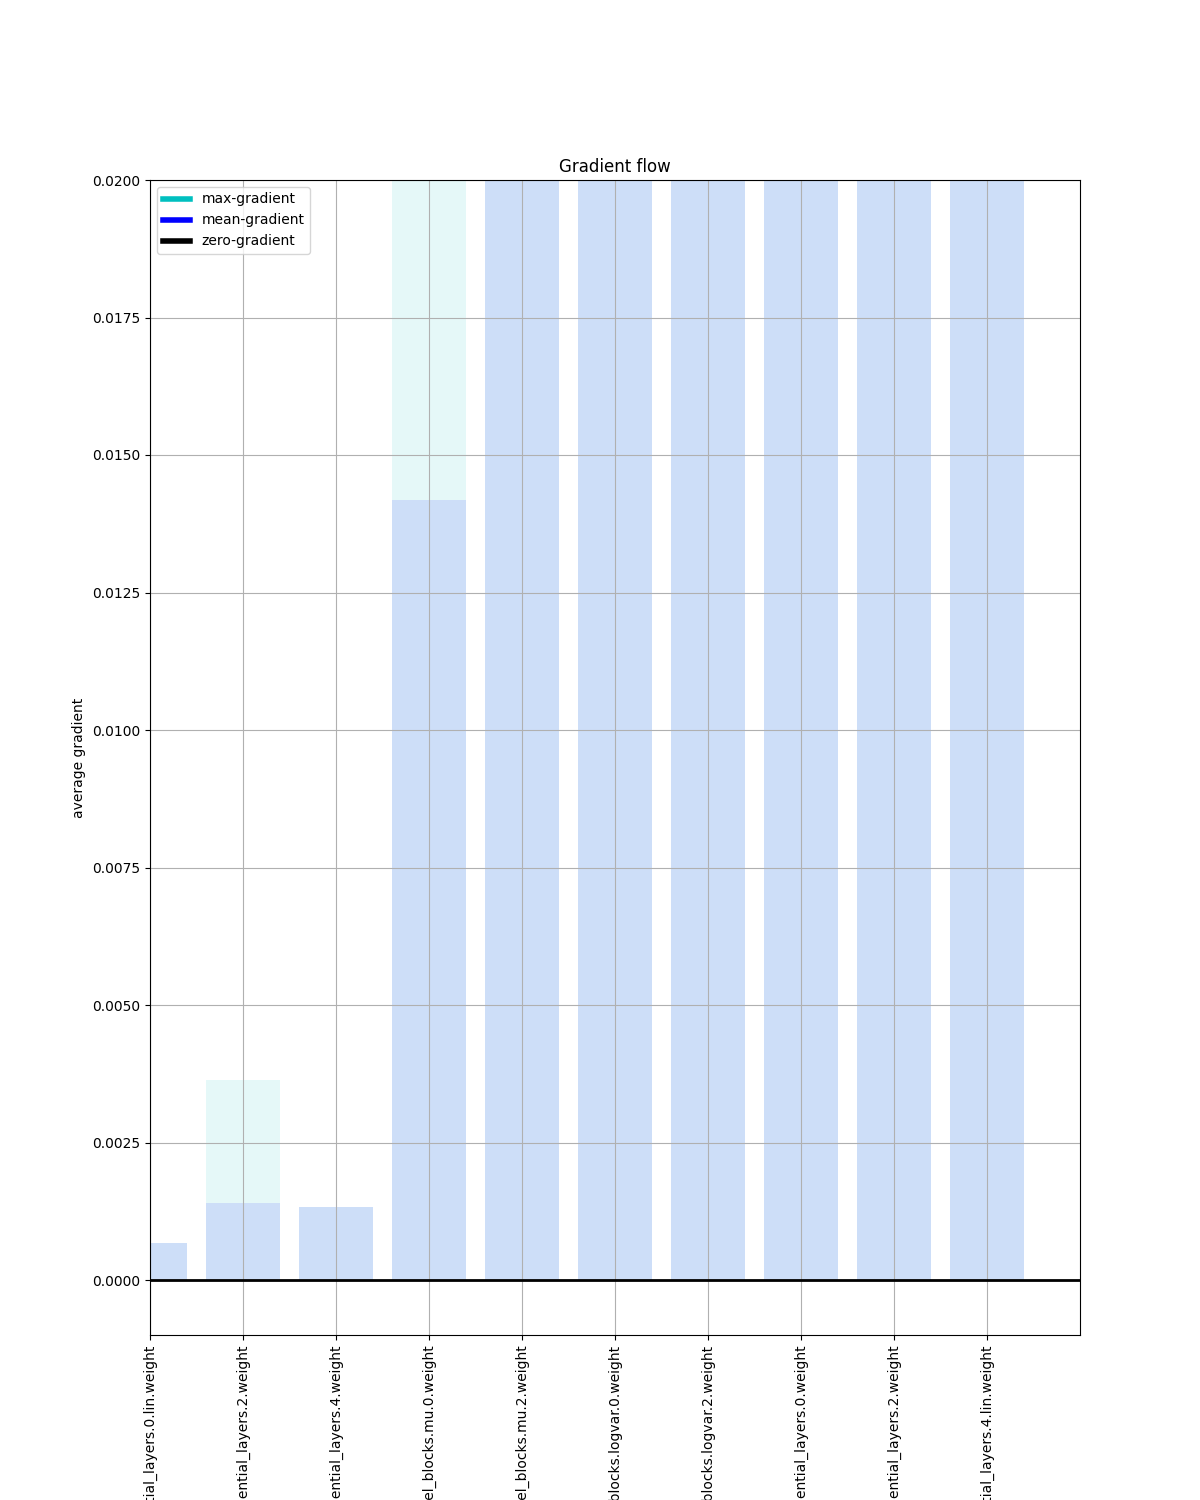 Gradient flow
max-gradient
mean-gradient
zero-gradient
0.0200
0.0175
0.0150
0.0125
0.0100
0.0075
0.0050
0.0025
0.0000
average gradient
tial_layers.0.lin.weight
ential_layers.2.weight
ential_layers.4.weight
el_blocks.mu.0.weight
el_blocks.mu.2.weight
blocks.logvar.0.weight
blocks.logvar.2.weight
ential_layers.0.weight
ential_layers.2.weight
tial_layers.4.lin.weight